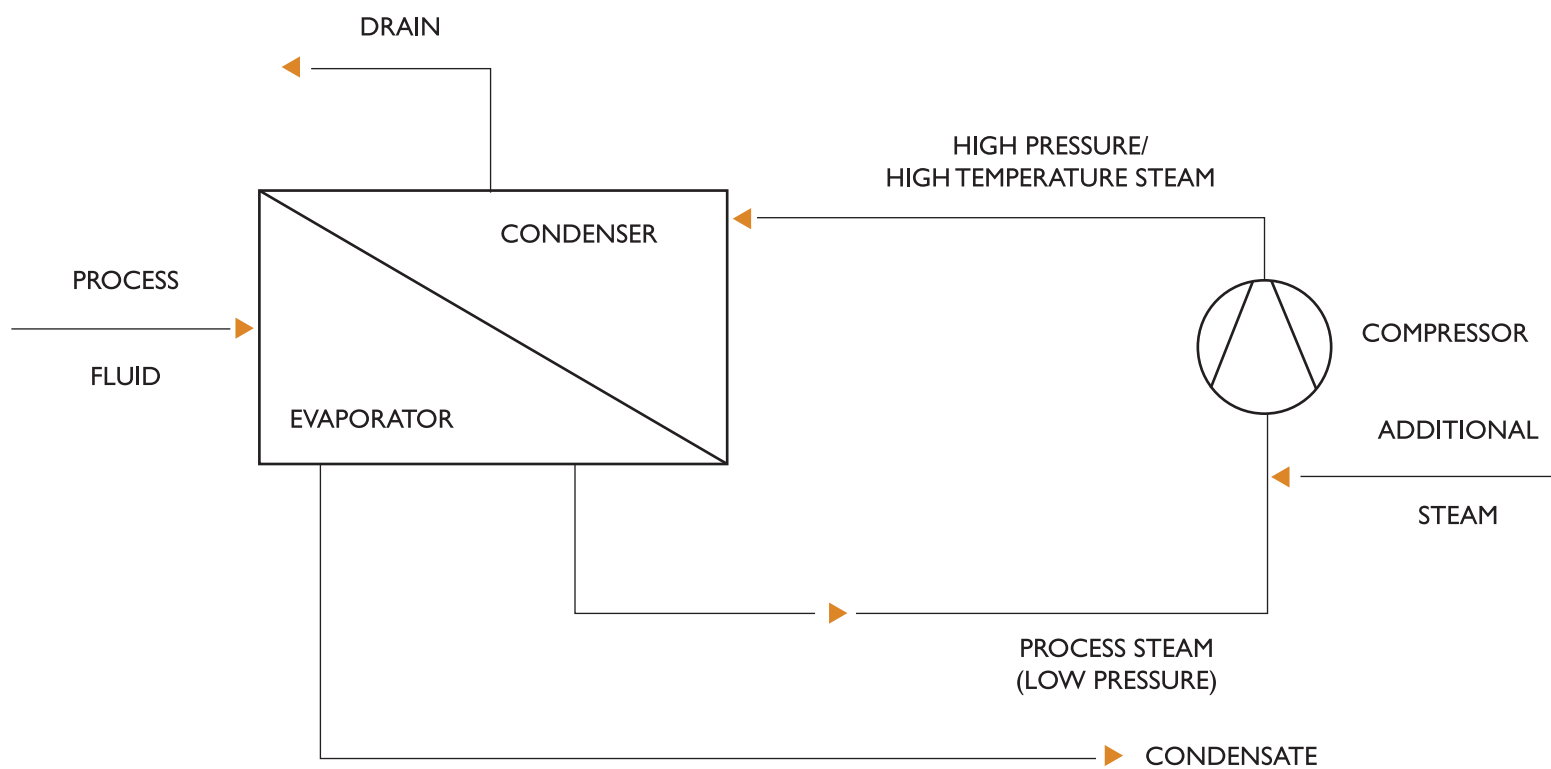 DRAIN
HIGH PRESSURE/
HIGH TEMPERATURE STEAM
CONDENSER
PROCESS
FLUID
COMPRESSOR
EVAPORATOR
ADDITIONAL
STEAM
PROCESS STEAM
(LOW PRESSURE)
CONDENSATE